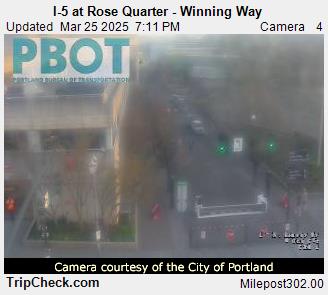 I-5 at Rose Quarter - Winning Way
Updated Mar 25 2025 7:11 PM Camera 4
PBOT
PORTLAND BUREAU OF TRANSPORTATION
Camera courtesy of the City of Portland
TripCheck.com Milepost302.00